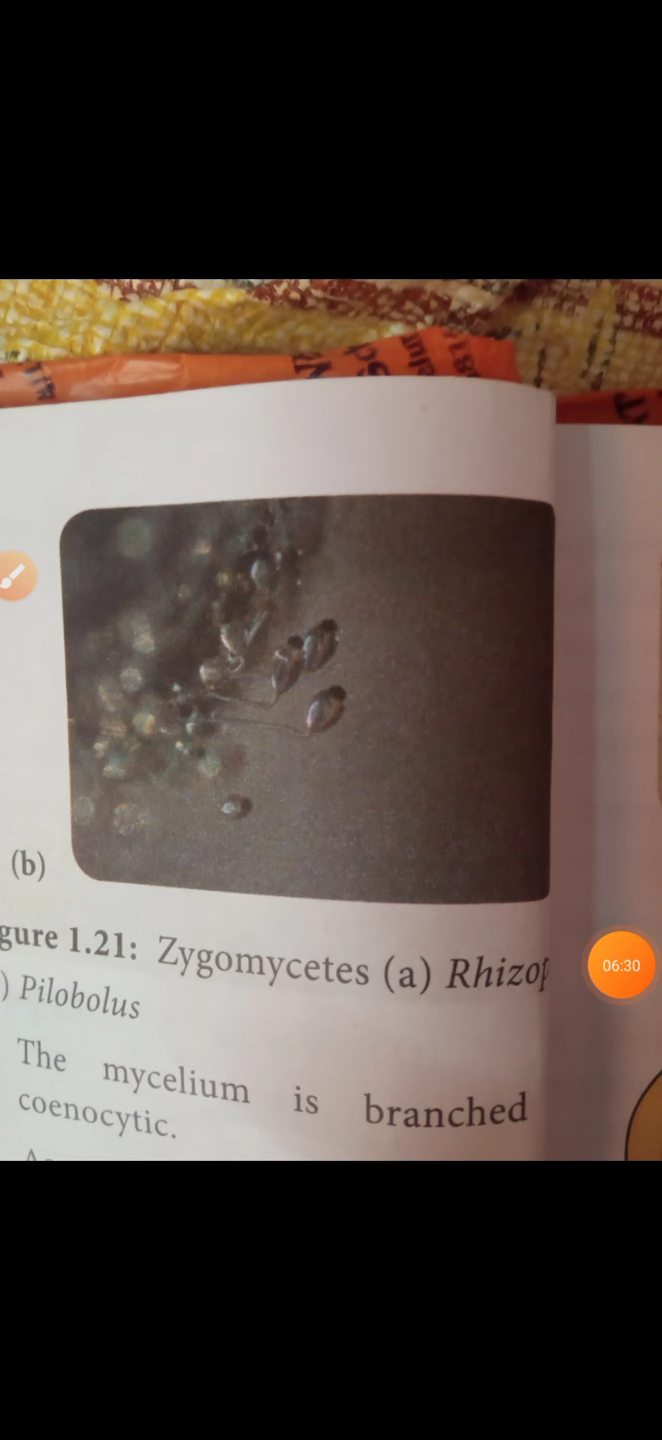 (b)
gure 1.21: Zygomycetes (a) Rhizop
) Pilobolus
The mycelium is branched
coenocytic.
06:30